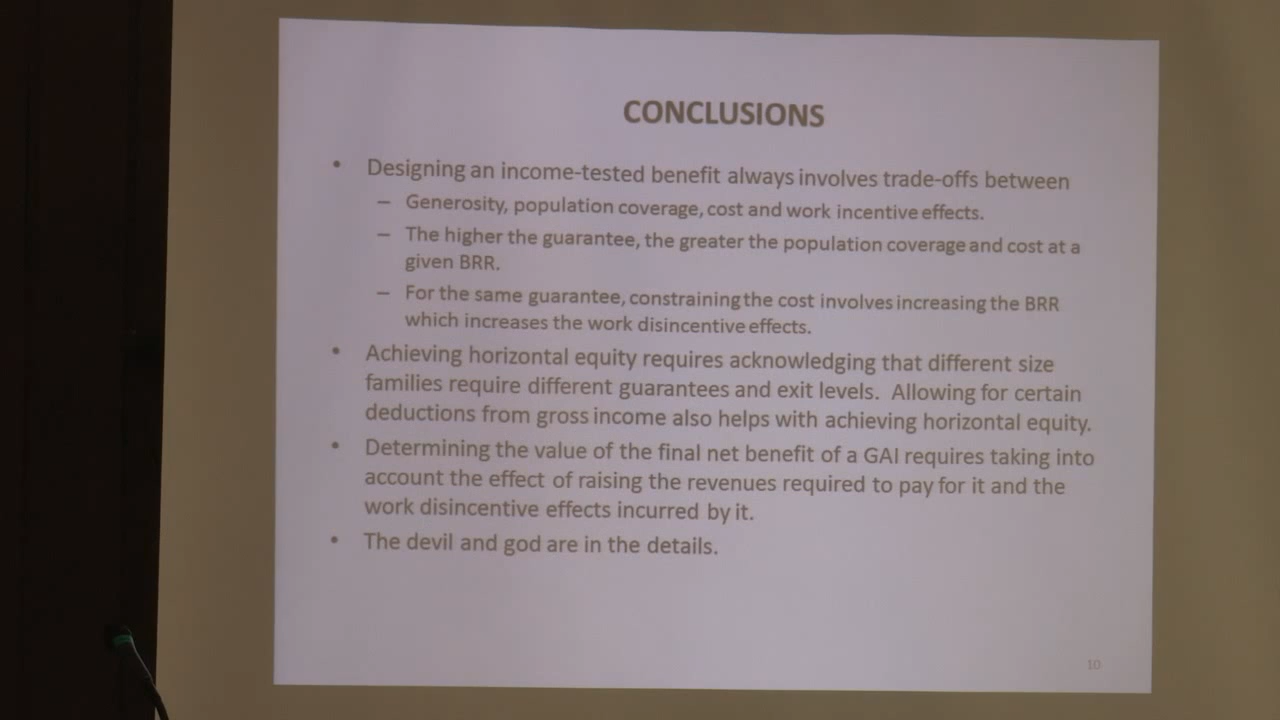 CONCLUSIONS
• Designing an income-tested benefit always involves trade-offs between
– Generosity, population coverage, cost and work incentive effects.
– The higher the guarantee, the greater the population coverage and cost at a
given BRR.
– For the same guarantee, constraining the cost involves increasing the BRR
which increases the work disincentive effects.
• Achieving horizontal equity requires acknowledging that different size
families require different guarantees and exit levels. Allowing for certain
deductions from gross income also helps with achieving horizontal equity.
• Determining the value of the final net benefit of a GAI requires taking into
account the effect of raising the revenues required to pay for it and the
work disincentive effects incurred by it.
• The devil and god are in the details.
10